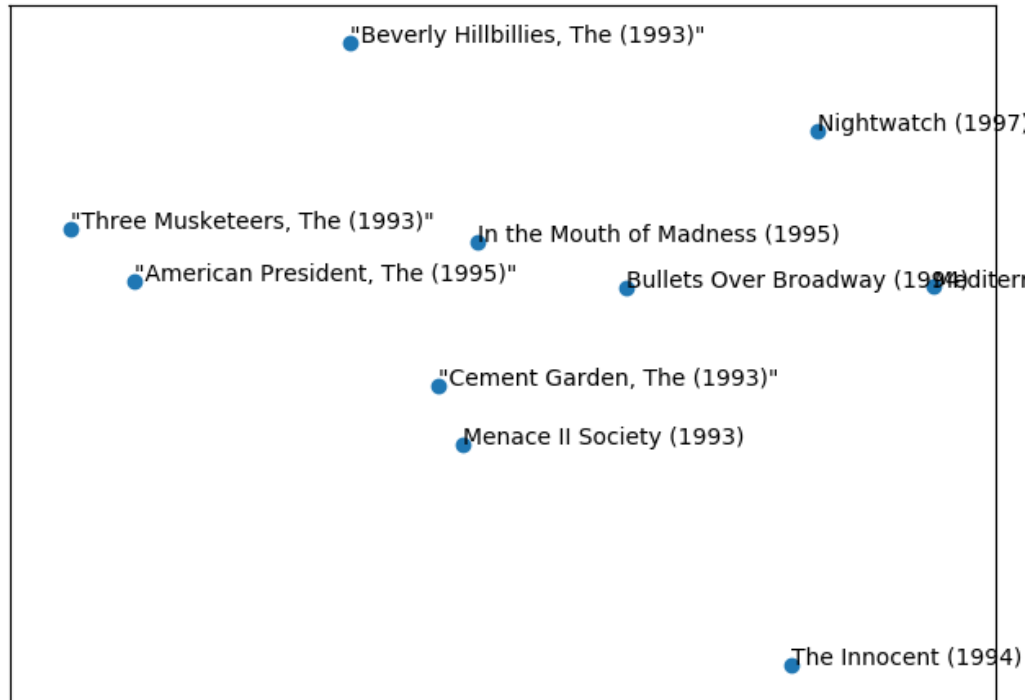 "Beverly Hillbillies, The (1993)"
Nightwatch (1997)
"Three Musketeers, The (1993)"
In the Mouth of Madness (1995)
"American President, The (1995)"
Bullets Over Broadway (1994)
"Cement Garden, The (1993)"
Menace II Society (1993)
The Innocent (1994)